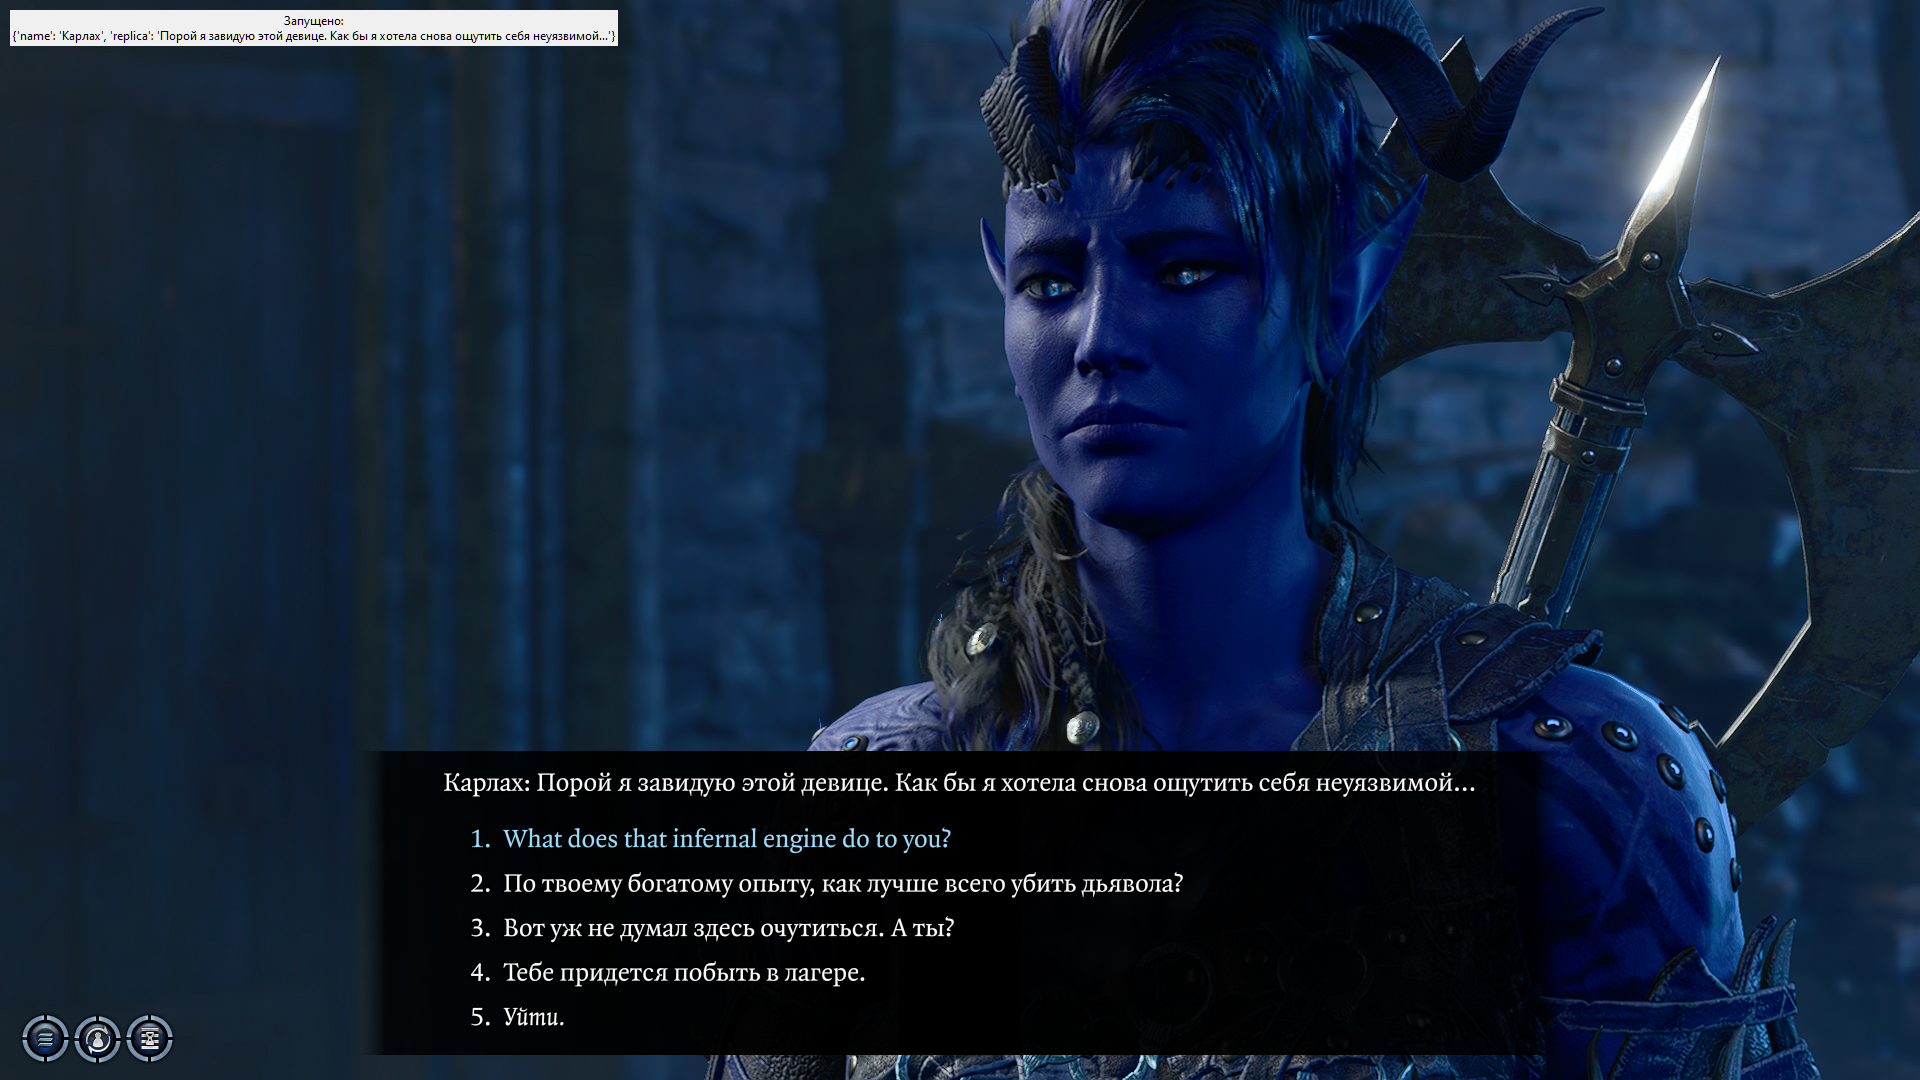 Запущено:
{'name': 'Карлах', 'replica': 'Порой я завидую этой девице. Как бы я хотела снова ощутить себя неуязвимой...'}
Карлах: Порой я завидую этой девице. Как бы я хотела снова ощутить себя неуязвимой...
1. What does that infernal engine do to you?
2. По твоему богатому опыту, как лучше всего убить дьявола?
3. Вот уж не думал здесь очутиться. А ты?
4. Тебе придется побыть в лагере.
5. Уйти.